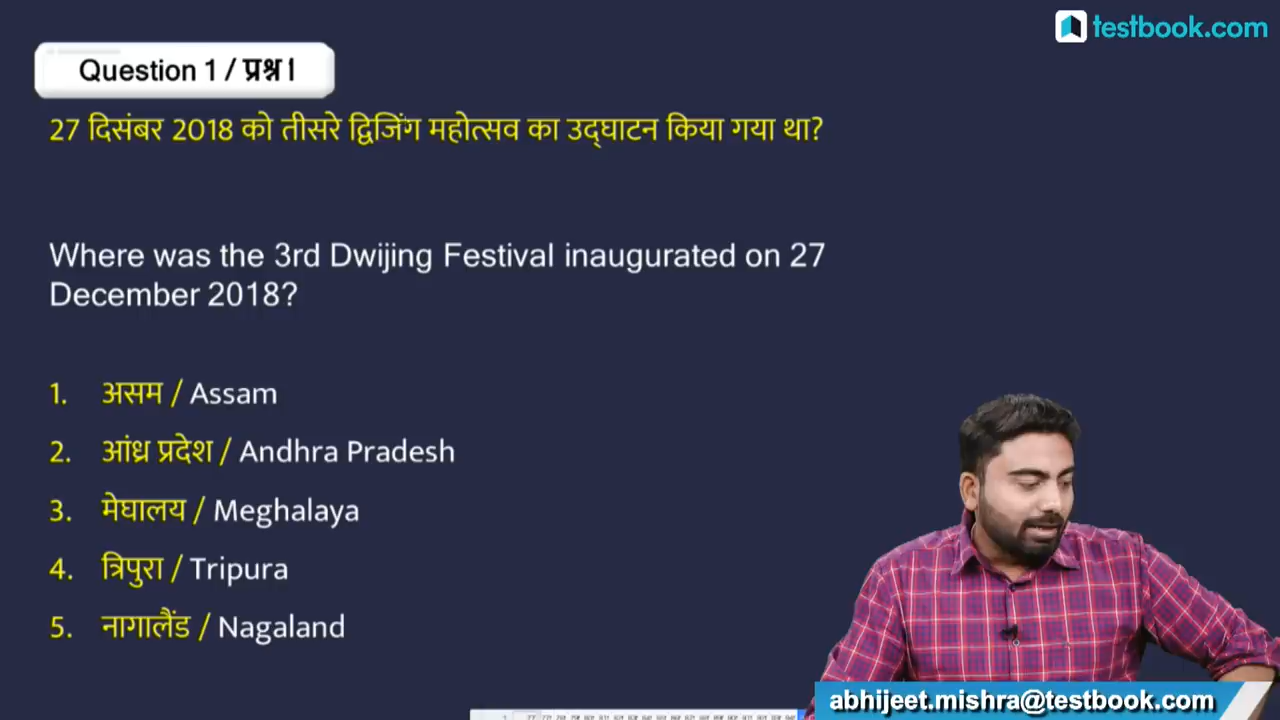 testbook.com
Question 1 / प्रश्न।
27 दिसंबर 2018 को तीसरे द्विजिंग महोत्सव का उद्घाटन किया गया था?
Where was the 3rd Dwijing Festival inaugurated on 27
December 2018?
1. असम / Assam
2. आंध्र प्रदेश / Andhra Pradesh
3. मेघालय / Meghalaya
4. त्रिपुरा / Tripura
5. नागालैंड / Nagaland
abhijeet.mishra@testbook.com